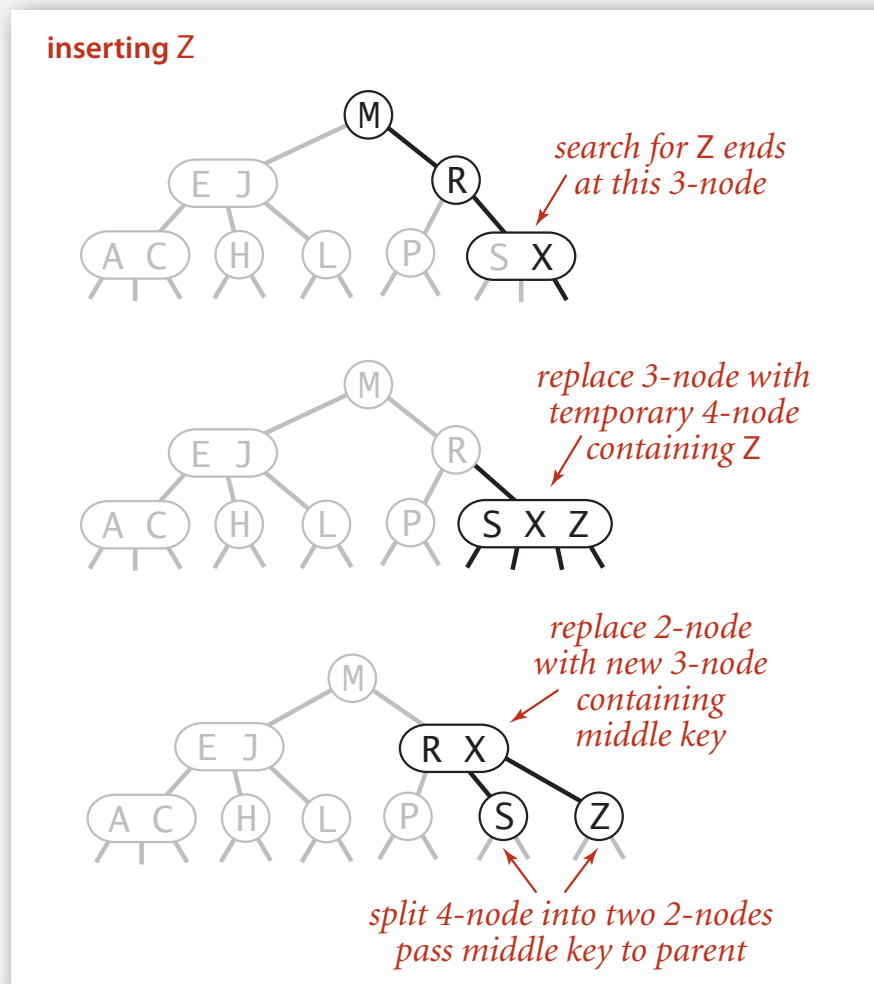 inserting Z
M
search for Z ends
at this 3-node
E J
R
A C
H
L
P
S X
M
replace 3-node with
temporary 4-node
containing Z
E J
R
A C
H
L
P
S X Z
replace 2-node
with new 3-node
containing
middle key
M
E J
R X
A C
H
L
P
S
Z
split 4-node into two 2-nodes
pass middle key to parent